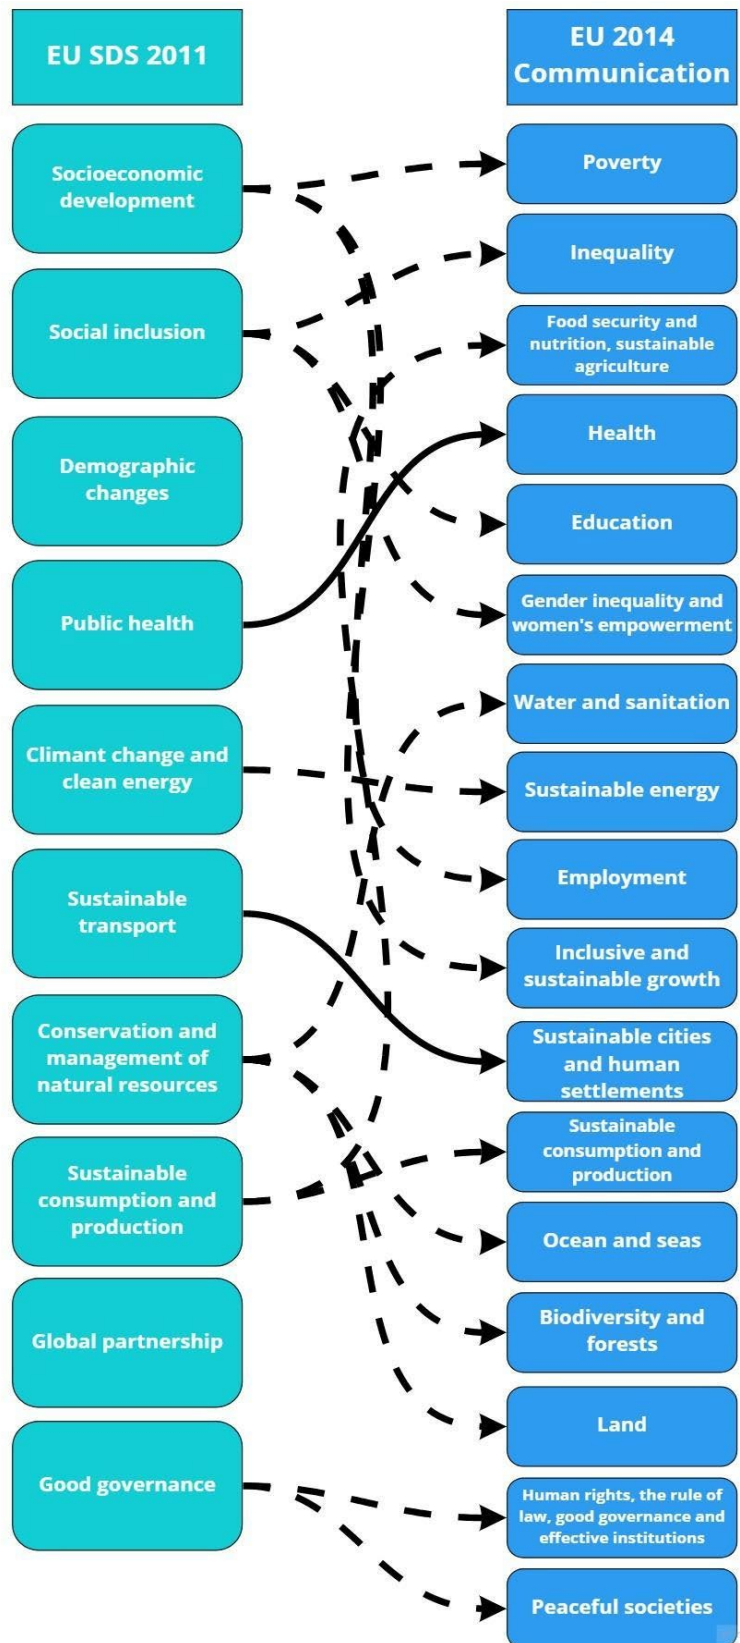 EU SDS 2011
EU 2014
Communication
Socioeconomic
development
Social inclusion
Demographic
changes
Public health
Climant change and
clean energy
Sustainable
transport
Conservation and
management of
natural resources
Sustainable
consumption and
production
Global partnership
Good governance
Poverty
Inequality
Food security and
nutrition, sustainable
agriculture
Health
Education
Gender inequality and
women's empowerment
Water and sanitation
Sustainable energy
Employment
Inclusive and
sustainable growth
Sustainable cities
and human
settlements
Sustainable
consumption and
production
Ocean and seas
Biodiversity and
forests
Land
Human rights, the rule of
law, good governance and
effective institutions
Peaceful societies